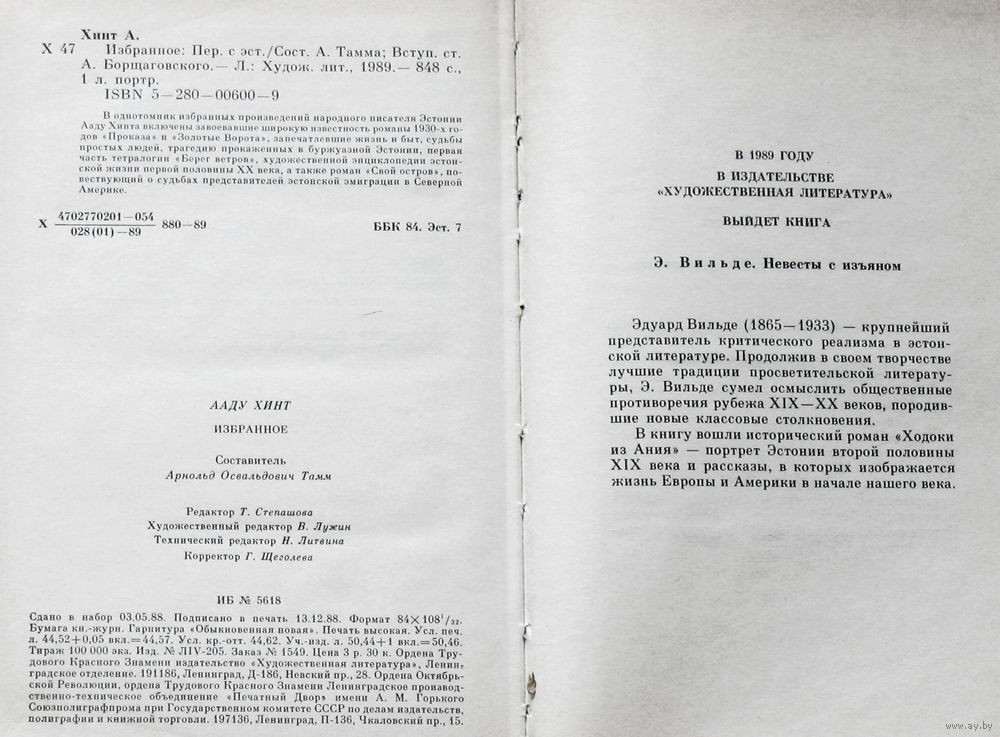 Хинт А.
Х 47 Избранное: Пер. с эст./Сост. А. Тамма; Вступ. ст.
А. Борщаговского.— Л.: Худож. лит., 1989.— 848 с.,
1 л. портр.
ISBN 5—280—00600—9
В однотомник избранных произведений народного писателя Эстонии
Ааду Хинта включены завоевавшие широкую известность романы 1930-х го-
дов «Проказа» и «Золотые Ворота», запечатлевшие жизнь и быт, судьбы
простых людей, трагедию прокаженных в буржуазной Эстонии, первая
часть тетралогии «Берег ветров», художественной энциклопедии эстон-
ской жизни первой половины XX века, а также роман «Свой остров», по-
вествующий о судьбах представителей эстонской эмиграции в Северной
Америке.
Х 4702770201—054
028(01)—89 880—89 ББК 84. Эст. 7
ААДУ ХИНТ
ИЗБРАННОЕ
Составитель
Арнольд Освальдович Тамм
Редактор Т. Степашова
Художественный редактор В. Лужин
Технический редактор Н. Литвина
Корректор Г. Щеголева
ИБ № 5618
Сдано в набор 03.05.88. Подписано в печать 13.12.88. Формат 84×108¹/₃₂.
Бумага кн.-журн. Гарнитура «Обыкновенная новая». Печать высокая. Усл. печ.
л. 44,52+0,05 вкл.=44,57. Усл. кр.-отт. 44,62. Уч.-изд. л. 50,44+1 вкл.=50,46.
Тираж 100 000 экз. Изд. № ЛIV-205. Заказ № 1549. Цена 3 р. 30 к. Ордена Тру-
дового Красного Знамени издательство «Художественная литература», Ленин-
градское отделение. 191186, Ленинград, Д-186, Невский пр., 28. Ордена Октябрь-
ской Революции, ордена Трудового Красного Знамени Ленинградское производ-
ственно-техническое объединение «Печатный Двор» имени А. М. Горького
Союзполиграфпрома при Государственном комитете СССР по делам издательств,
полиграфии и книжной торговли. 197136, Ленинград, П-136, Чкаловский пр., 15.
В 1989 ГОДУ
В ИЗДАТЕЛЬСТВЕ
«ХУДОЖЕСТВЕННАЯ ЛИТЕРАТУРА»
ВЫЙДЕТ КНИГА
Э. Вильде. Невесты с изъяном
Эдуард Вильде (1865—1933) — крупнейший
представитель критического реализма в эстон-
ской литературе. Продолжив в своем творчестве
лучшие традиции просветительской литерату-
ры, Э. Вильде сумел осмыслить общественные
противоречия рубежа XIX—XX веков, породив-
шие новые классовые столкновения.
В книгу вошли исторический роман «Ходоки
из Ания» — портрет Эстонии второй половины
XIX века и рассказы, в которых изображается
жизнь Европы и Америки в начале нашего века.
www.ay.by